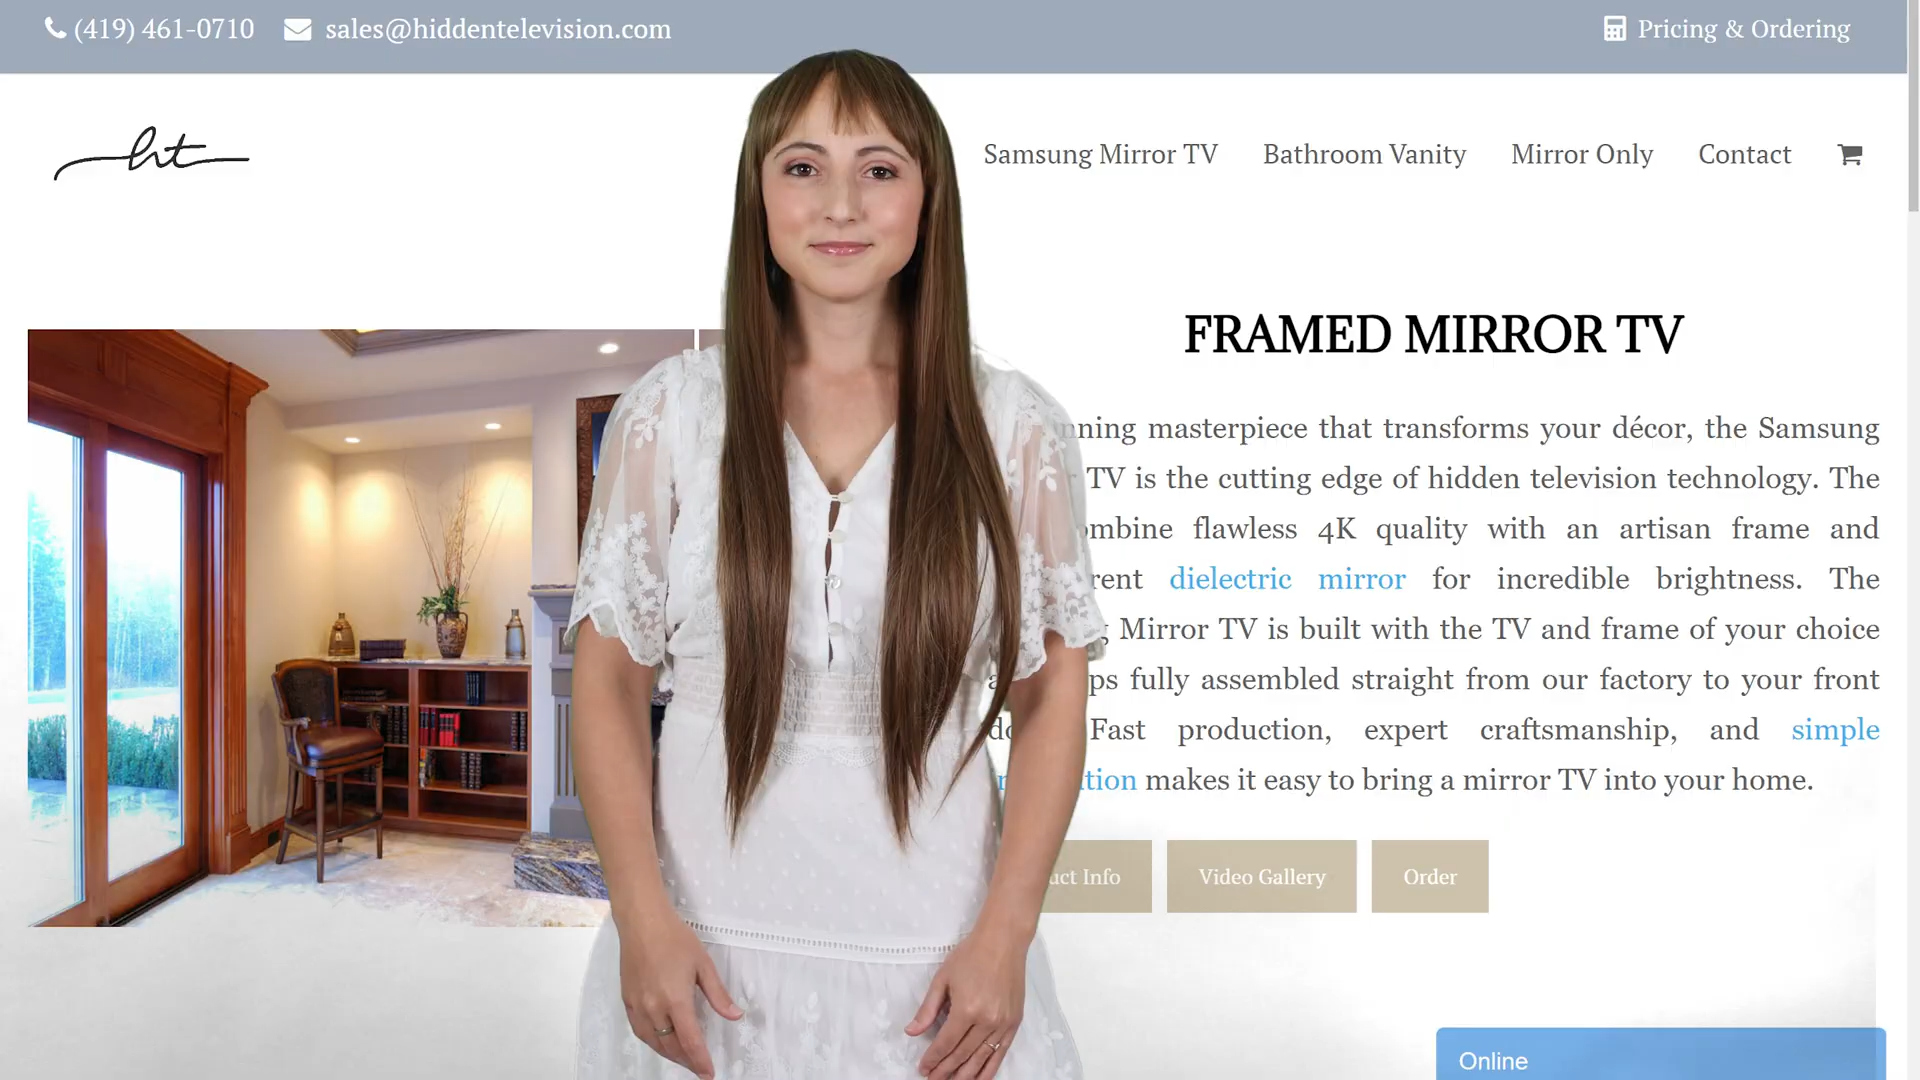 (419) 461-0710 sales@hiddentelevision.com Pricing & Ordering
ht Samsung Mirror TV Bathroom Vanity Mirror Only Contact
FRAMED MIRROR TV
masterpiece that transforms your décor, the Samsung
TV is the cutting edge of hidden television technology. The
flawless 4K quality with an artisan frame and
dielectric mirror for incredible brightness. The
Mirror TV is built with the TV and frame of your choice
fully assembled straight from our factory to your front
Fast production, expert craftsmanship, and simple
makes it easy to bring a mirror TV into your home.
Info Video Gallery Order
Online